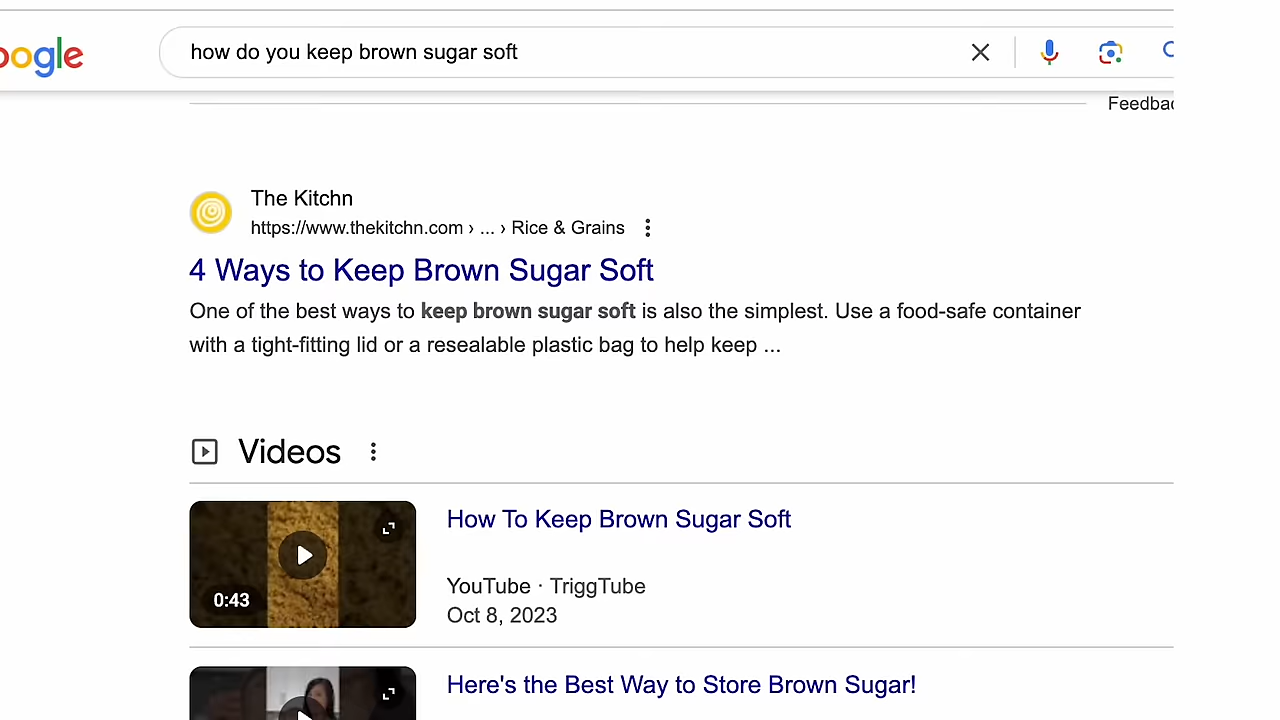 oogle
how do you keep brown sugar soft
Feedbac
The Kitchn
https://www.thekitchn.com › ... › Rice & Grains
4 Ways to Keep Brown Sugar Soft
One of the best ways to keep brown sugar soft is also the simplest. Use a food-safe container
with a tight-fitting lid or a resealable plastic bag to help keep ...
Videos
How To Keep Brown Sugar Soft
0:43
YouTube · TriggTube
Oct 8, 2023
Here's the Best Way to Store Brown Sugar!